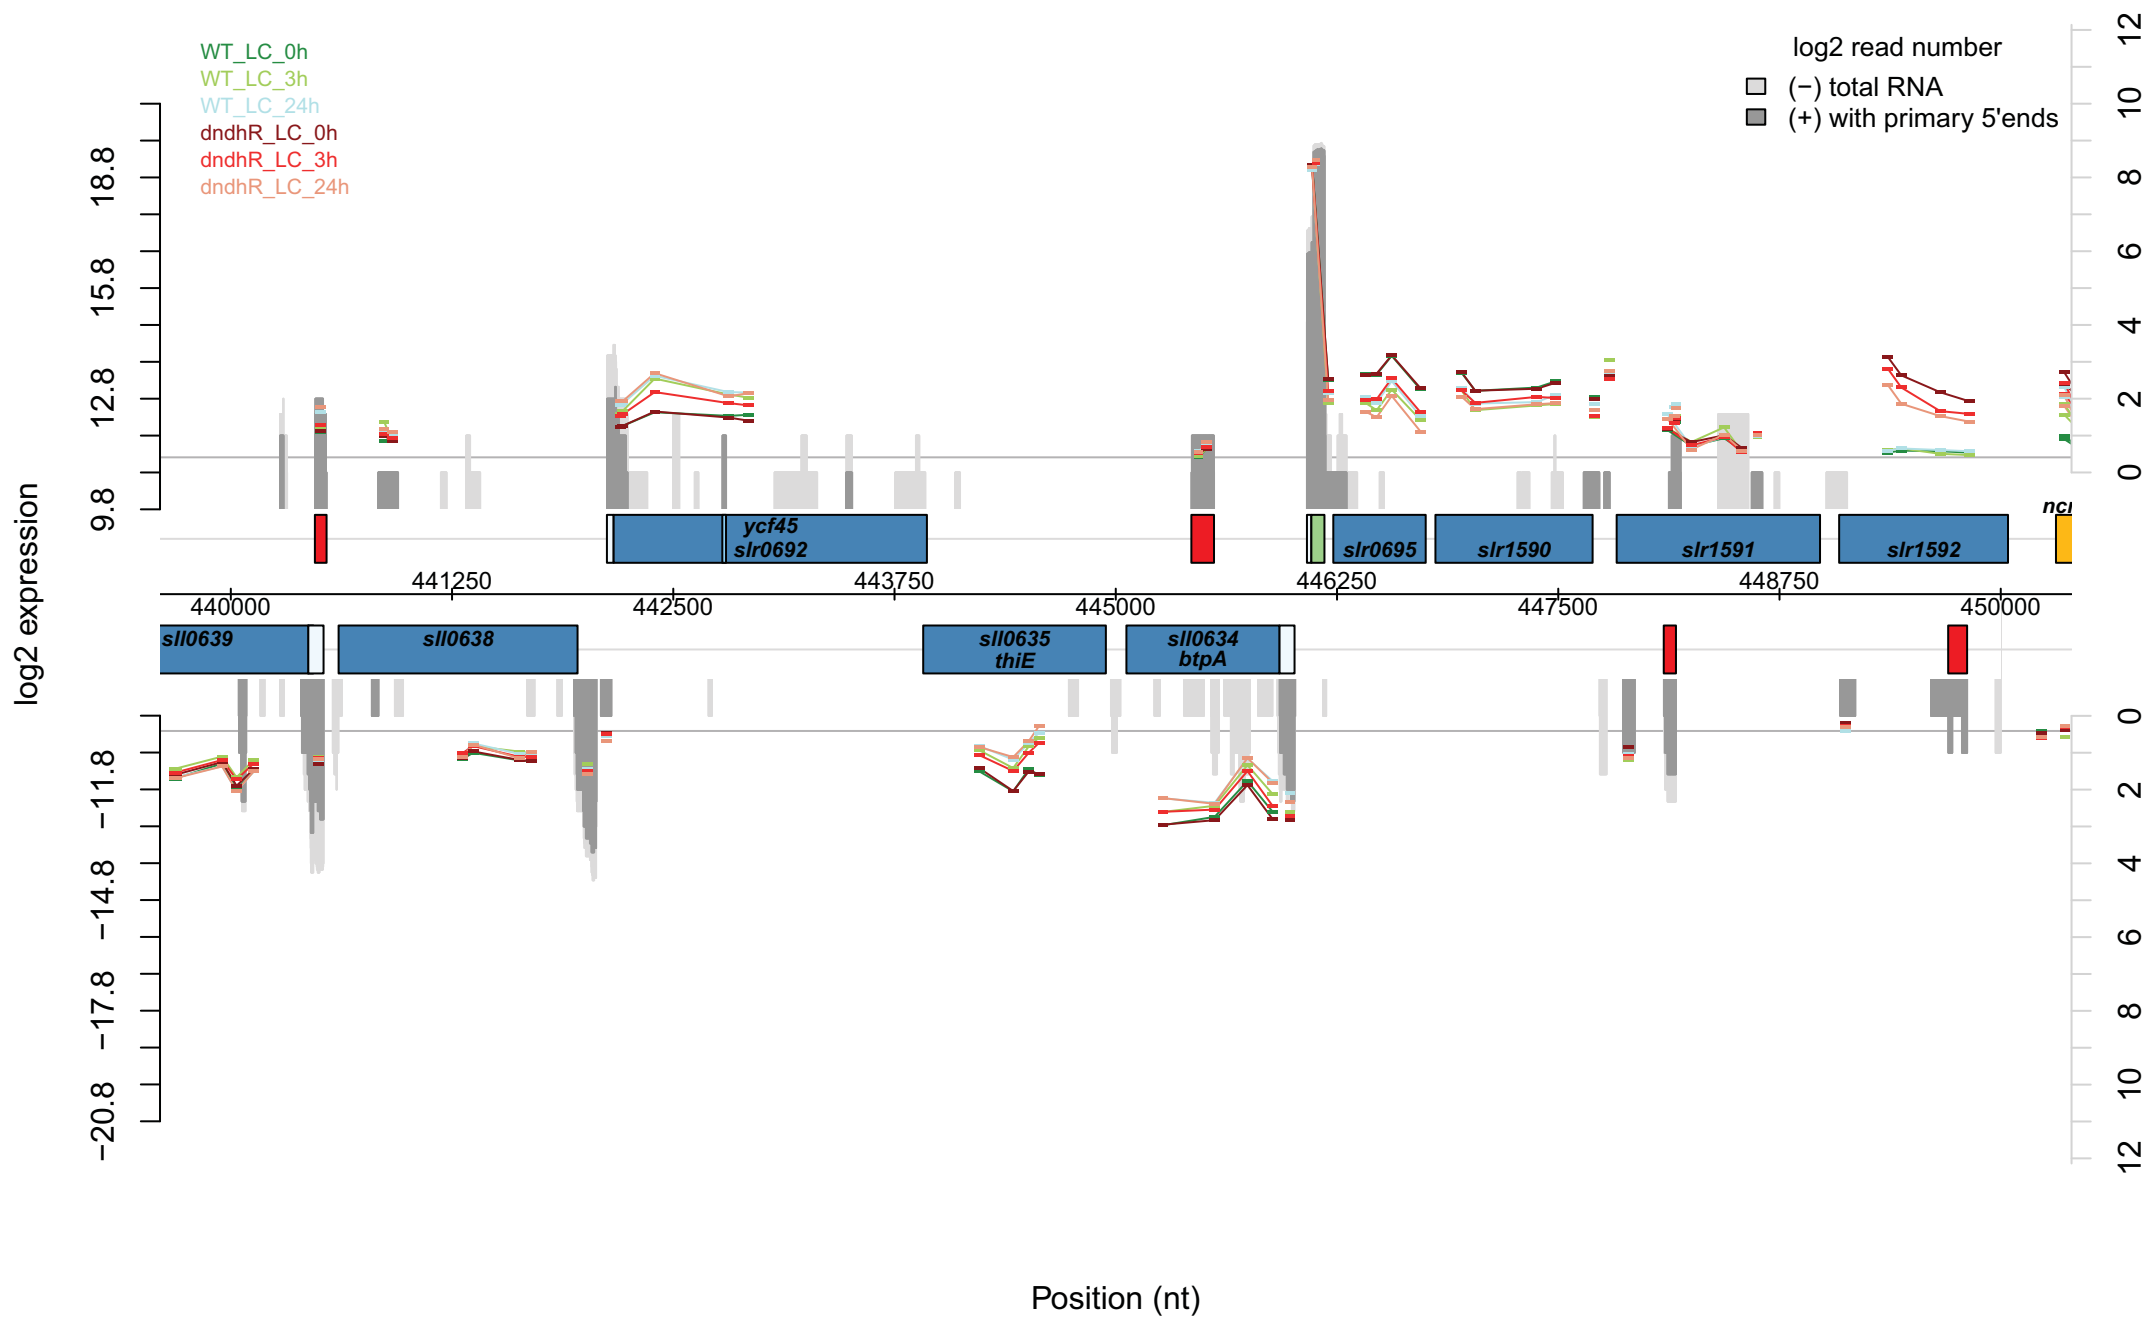 WT_LC_0h
WT_LC_3h
WT_LC_24h
dndhR_LC_0h
dndhR_LC_3h
dndhR_LC_24h
log2 read number
(−) total RNA
(+) with primary 5'ends
log2 expression
18.8
15.8
12.8
9.8
12
10
8
6
4
2
0
ncr
ycf45
slr0692
slr0695
slr1590
slr1591
slr1592
441250
443750
446250
448750
440000
442500
445000
447500
450000
sll0639
sll0638
sll0635
thiE
sll0634
btpA
−11.8
−14.8
−17.8
−20.8
0
2
4
6
8
10
12
Position (nt)